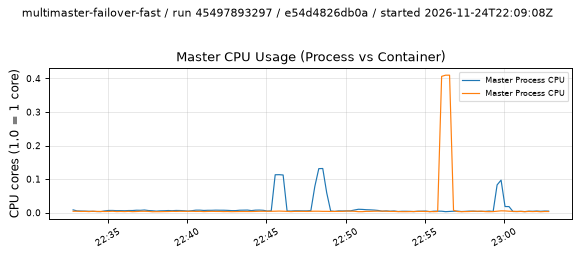 multimaster-failover-fast / run 45497893297 / e54d4826db0a / started 2026-11-24T22:09:08Z
Master CPU Usage (Process vs Container)
CPU cores (1.0 = 1 core)
0.4
0.3
0.2
0.1
0.0
Master Process CPU
Master Process CPU
22:35
22:40
22:45
22:50
22:55
23:00